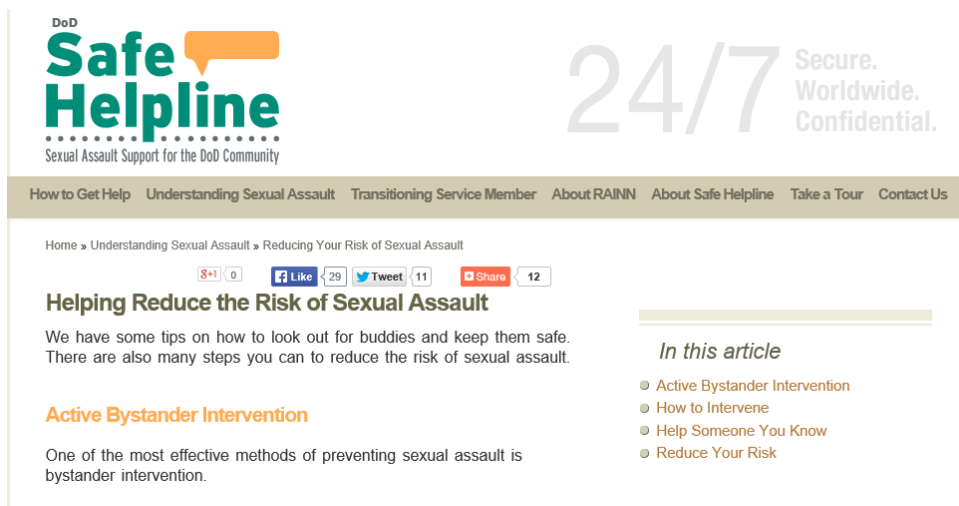 DoD
Safe
Helpline
Sexual Assault Support for the DoD Community
24/7
Secure.
Worldwide.
Confidential.
How to Get Help Understanding Sexual Assault Transitioning Service Member About RAINN About Safe Helpline Take a Tour Contact Us
Home » Understanding Sexual Assault » Reducing Your Risk of Sexual Assault
g+1 0 Like 29 Tweet 11 Share 12
Helping Reduce the Risk of Sexual Assault
We have some tips on how to look out for buddies and keep them safe.
There are also many steps you can to reduce the risk of sexual assault.
Active Bystander Intervention
One of the most effective methods of preventing sexual assault is
bystander intervention.
In this article
Active Bystander Intervention
How to Intervene
Help Someone You Know
Reduce Your Risk